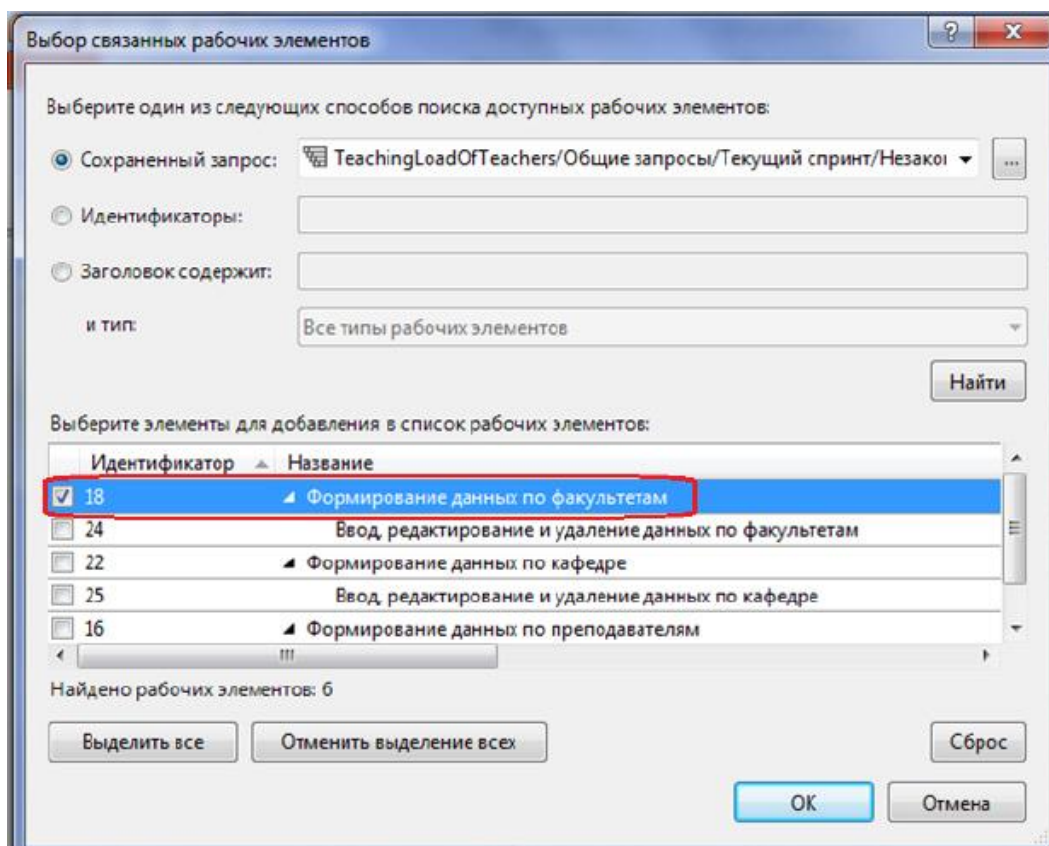 Выбор связанных рабочих элементов
Выберите один из следующих способов поиска доступных рабочих элементов:
Сохраненный запрос: TeachingLoadOfTeachers/Общие запросы/Текущий спринт/Незакон ...
Идентификаторы:
Заголовок содержит:
и тип: Все типы рабочих элементов
Найти
Выберите элементы для добавления в список рабочих элементов:
Идентификатор Название
18 Формирование данных по факультетам
24 Ввод, редактирование и удаление данных по факультетам
22 Формирование данных по кафедре
25 Ввод, редактирование и удаление данных по кафедре
16 Формирование данных по преподавателям
Найдено рабочих элементов: 6
Выделить все Отменить выделение всех Сброс
ОК Отмена